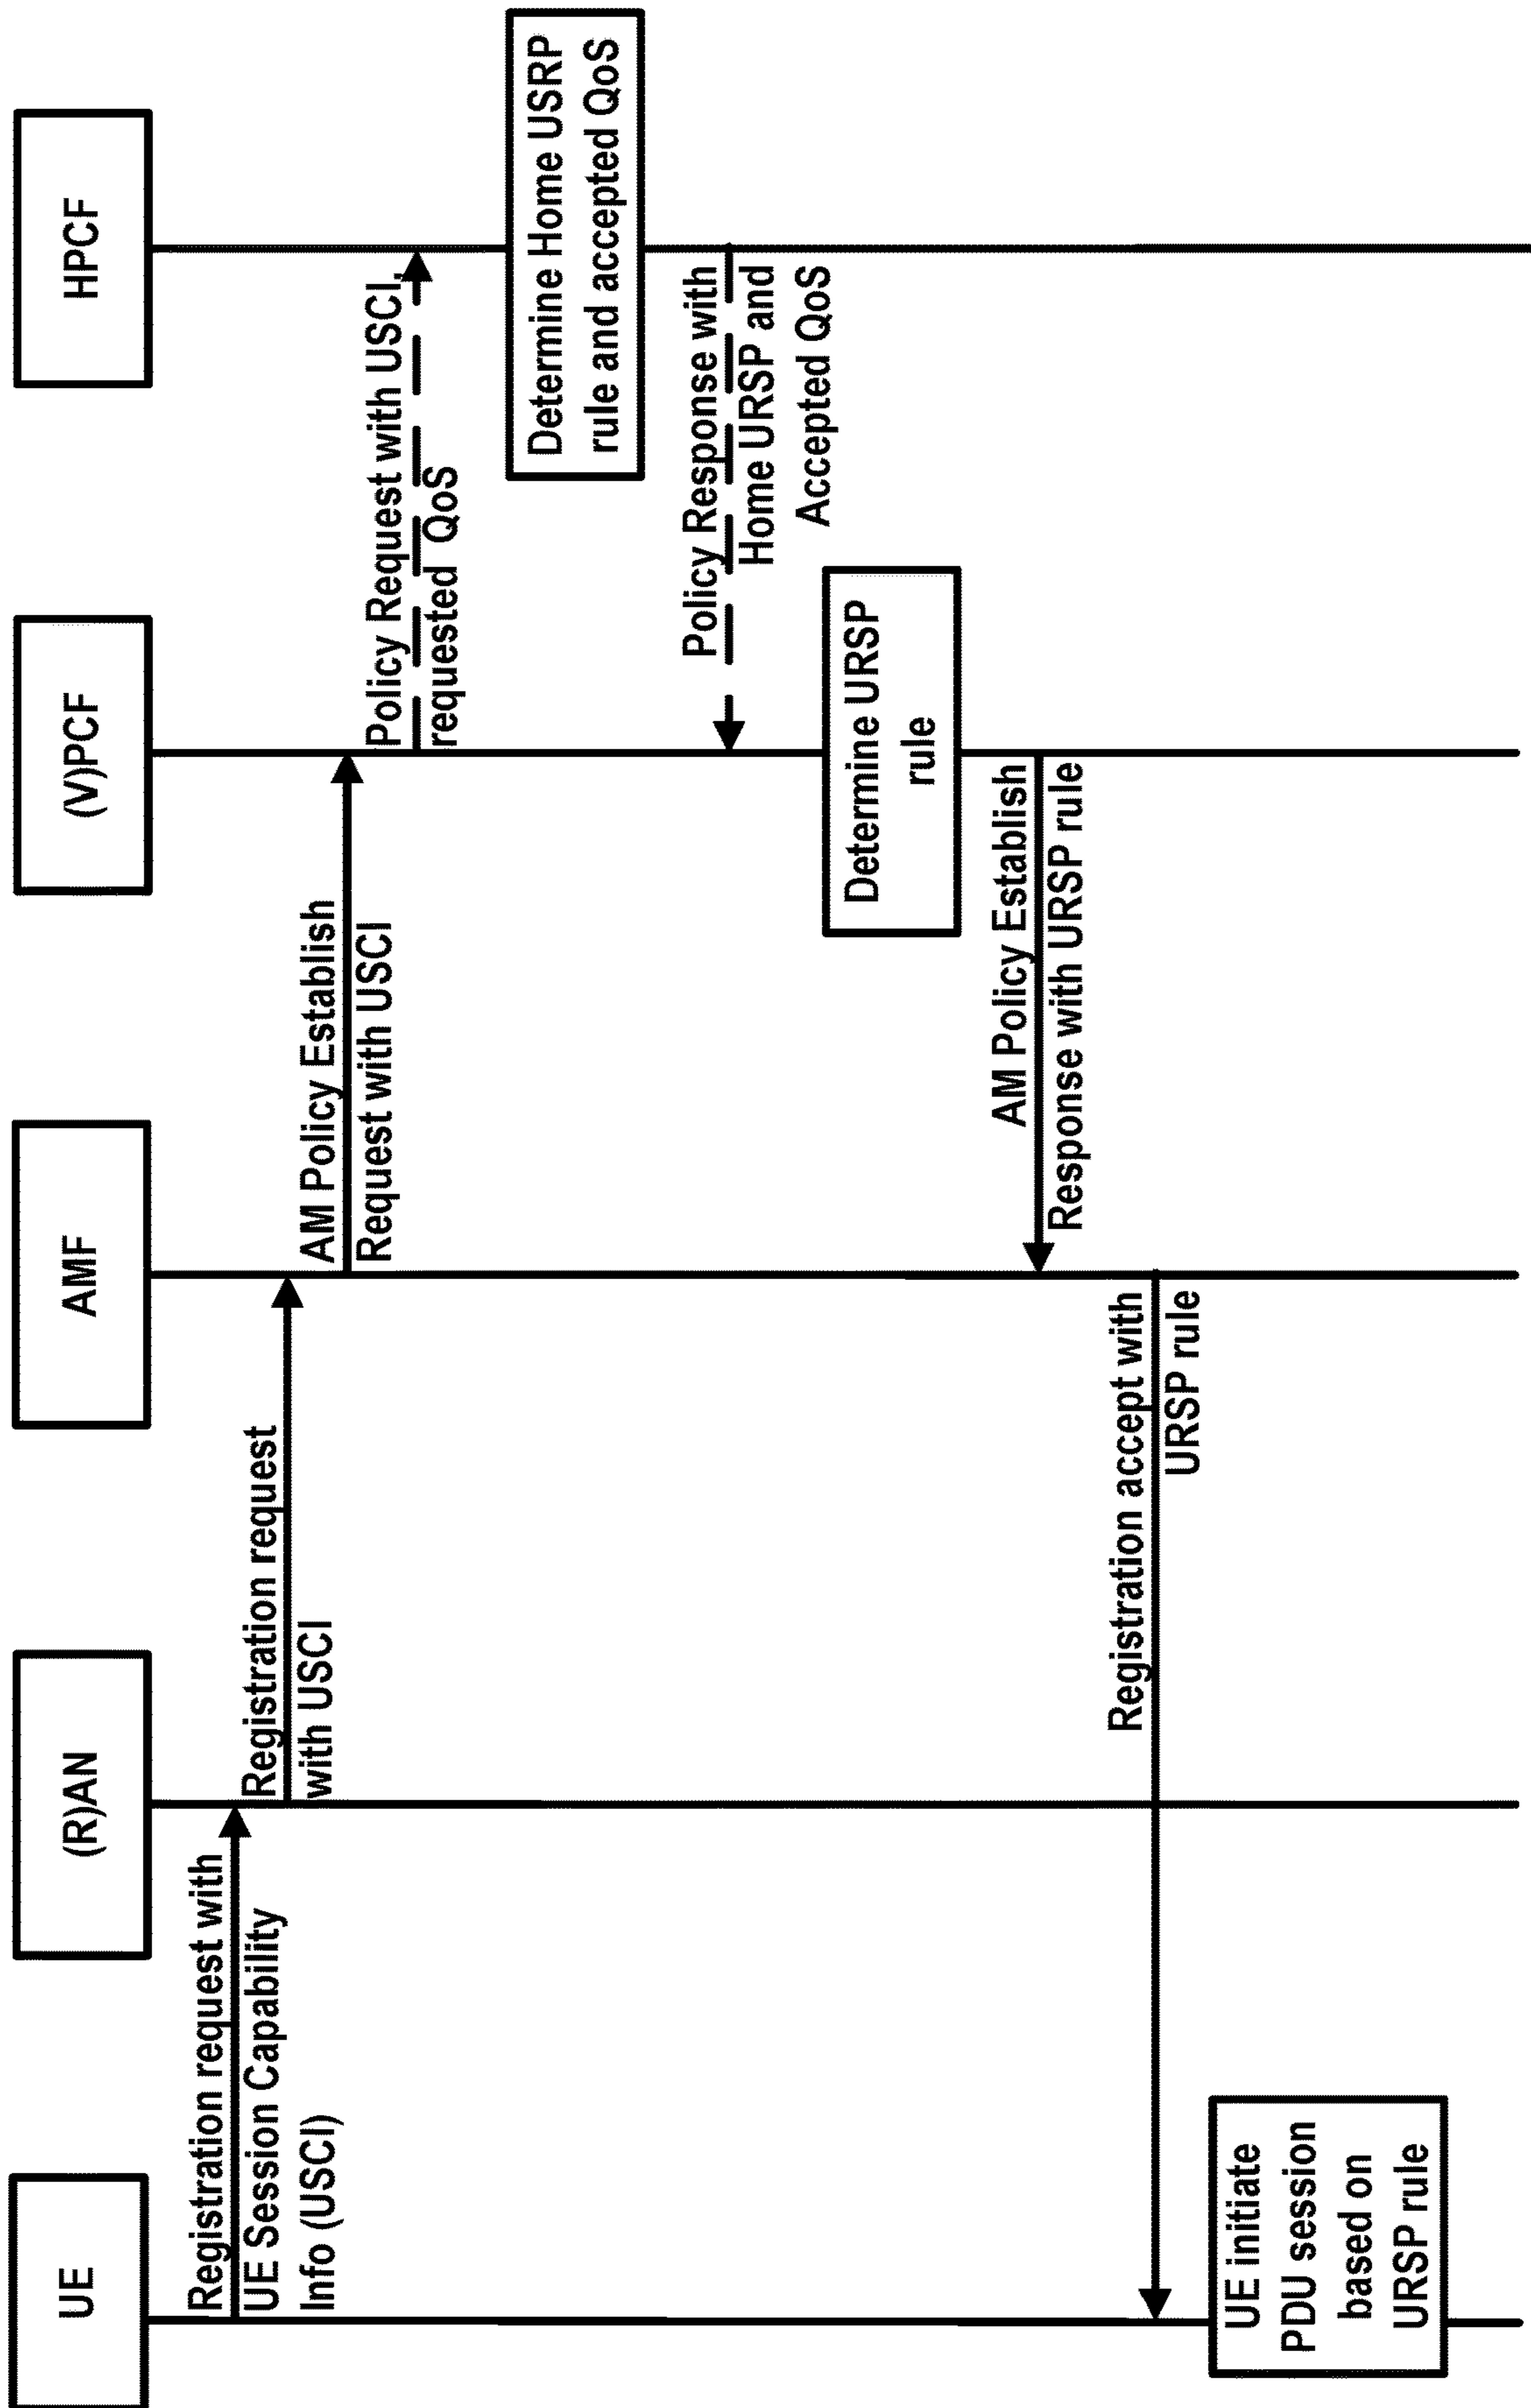 UE
(R)AN
AMF
(V)PCF
HPCF
Registration request with
UE Session Capability
Info (USCI)
Registration request
with USCI
AM Policy Establish
Request with USCI
Policy Request with USCI,
requested QoS
Determine Home USRP
rule and accepted QoS
Policy Response with
Home URSP and
Accepted QoS
Determine URSP
rule
AM Policy Establish
Response with URSP rule
Registration accept with
URSP rule
UE initiate
PDU session
based on
URSP rule